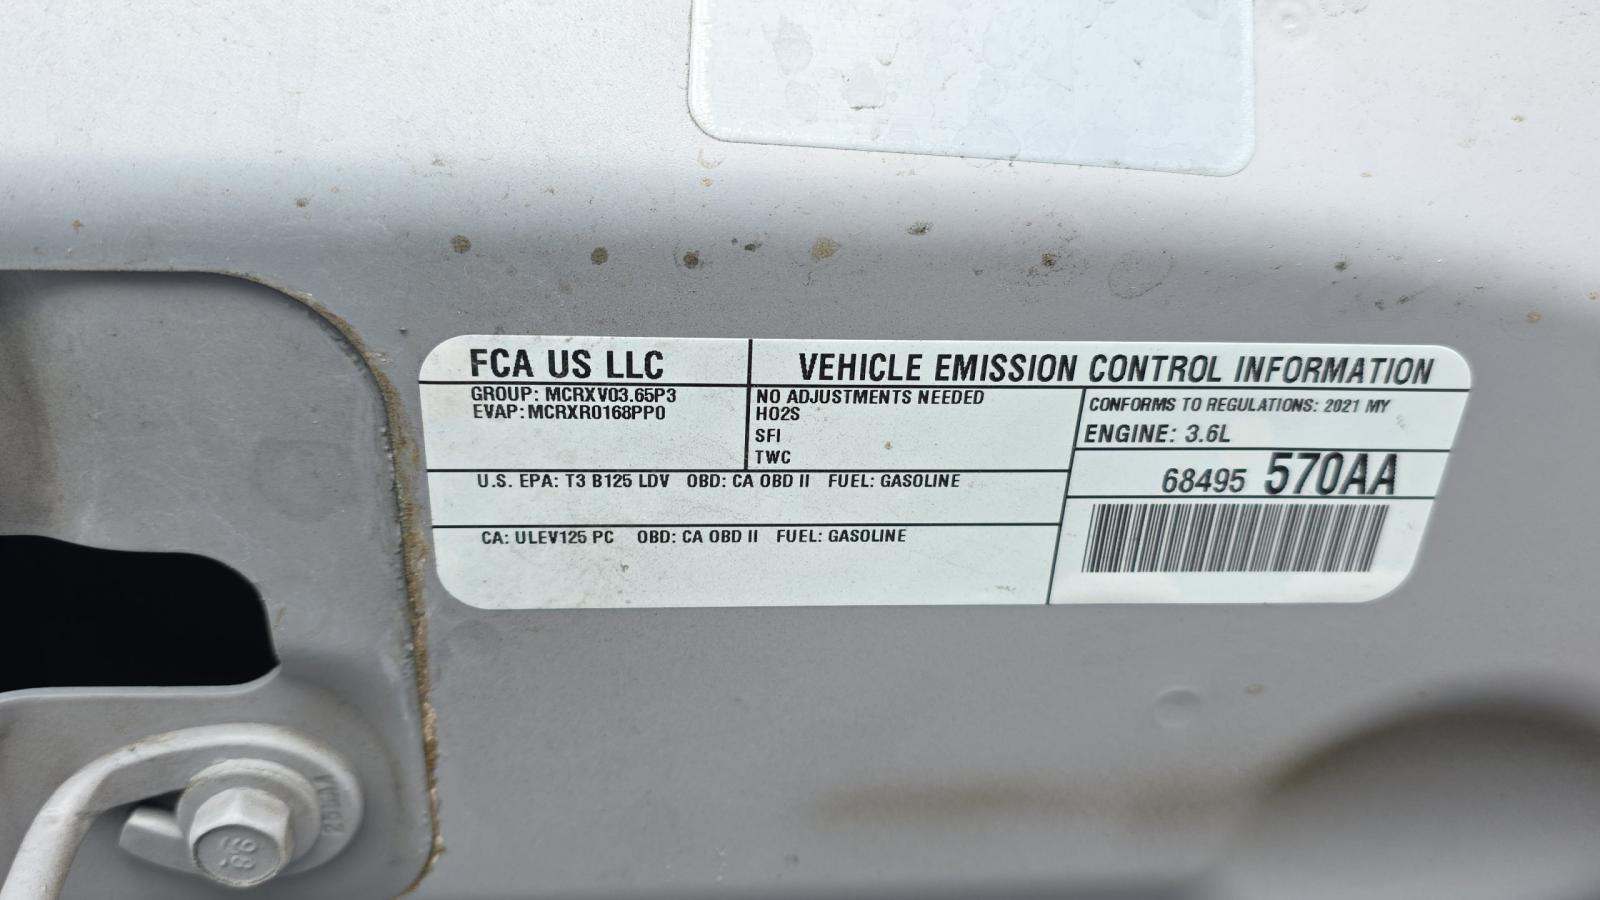 FCA US LLC
VEHICLE EMISSION CONTROL INFORMATION
GROUP: MCRXV03.65P3
EVAP: MCRXR0168PP0
NO ADJUSTMENTS NEEDED
HO2S
SFI
TWC
CONFORMS TO REGULATIONS: 2021 MY
ENGINE: 3.6L
68495 570AA
U.S. EPA: T3 B125 LDV OBD: CA OBD II FUEL: GASOLINE
CA: ULEV125 PC OBD: CA OBD II FUEL: GASOLINE